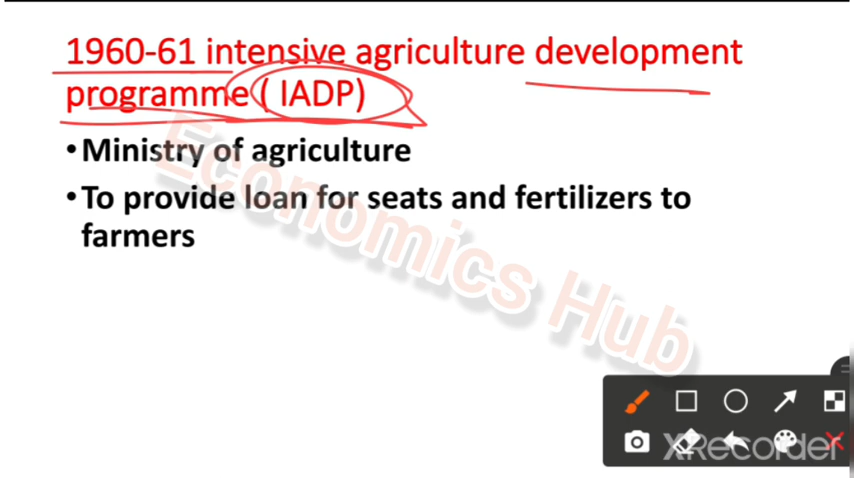 1960-61 intensive agriculture development
programme ( IADP)
• Ministry of agriculture
• To provide loan for seats and fertilizers to
farmers
Economics Hub
XRecorder